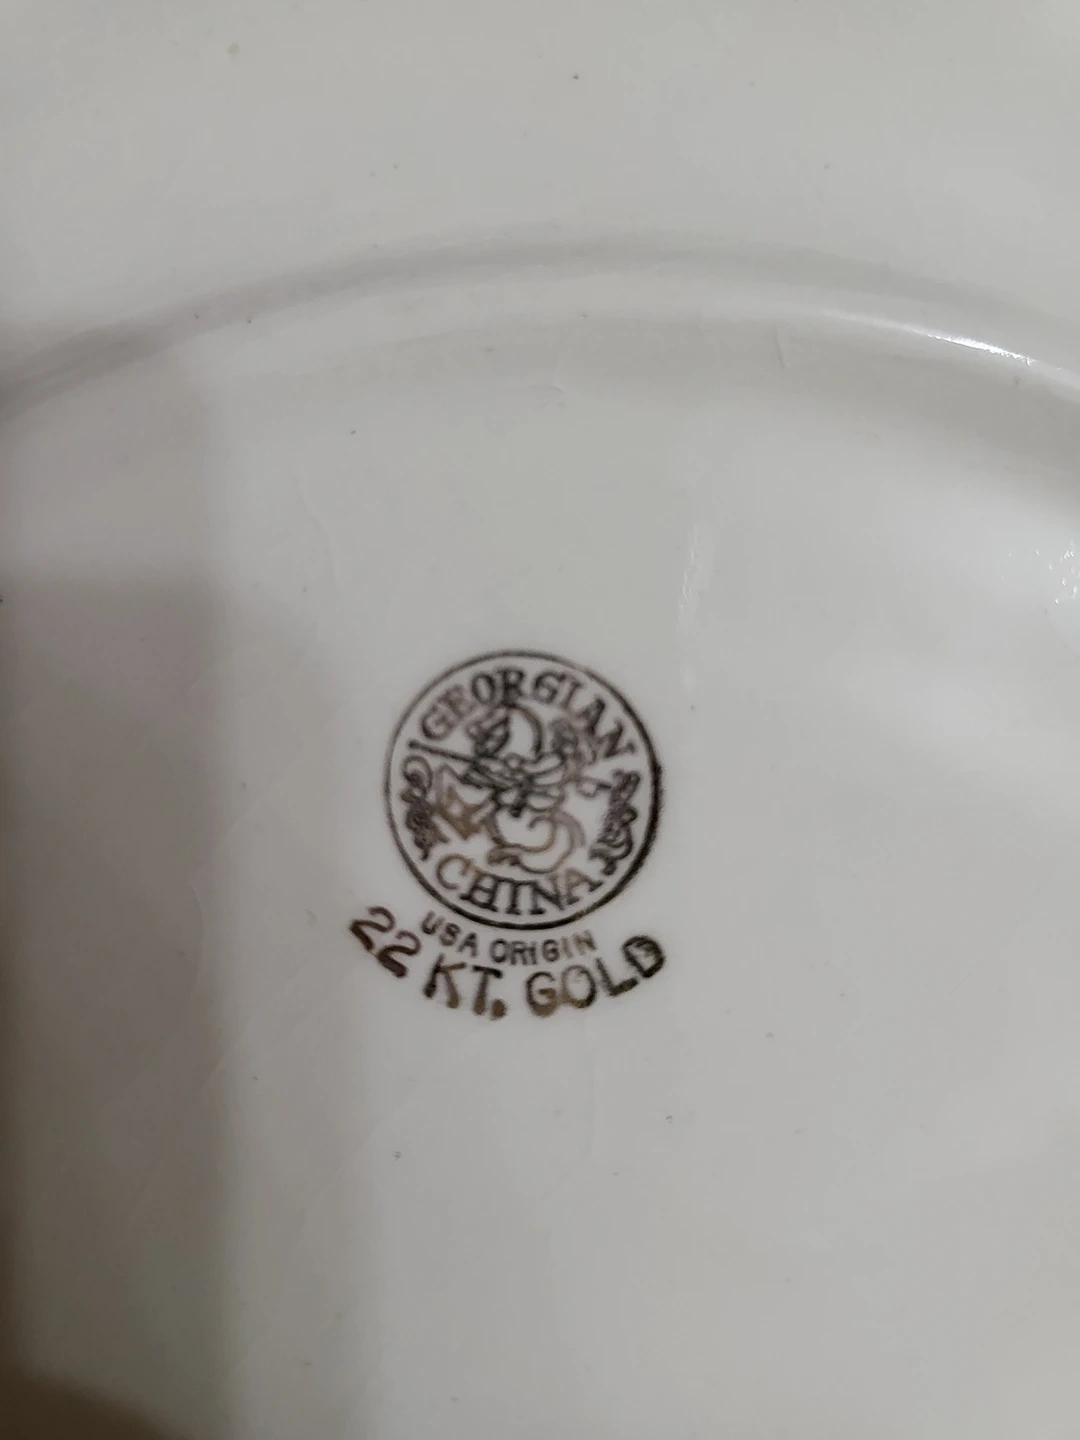 GEORGIAN
CHINA
USA ORIGIN
22 KT. GOLD